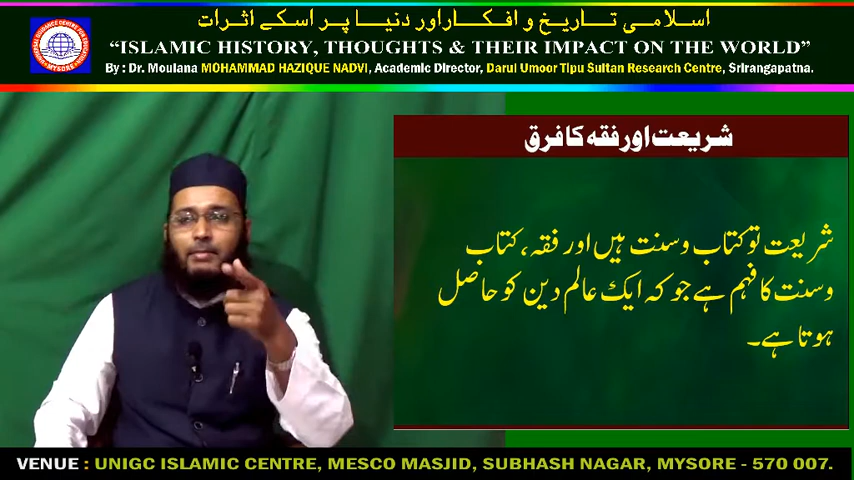 اسلامی تاریخ و افکار اور دنیا پر اسکے اثرات
“ISLAMIC HISTORY, THOUGHTS & THEIR IMPACT ON THE WORLD”
By : Dr. Moulana MOHAMMAD HAZIQUE NADVI, Academic Director, Darul Umoor Tipu Sultan Research Centre, Srirangapatna.
شریعت اور فقہ کا فرق
شریعت تو کتاب و سنت ہیں اور فقہ، کتاب
وسنت کا فہم ہے جو کہ ایک عالم دین کو حاصل
ہوتا ہے۔
VENUE : UNIGC ISLAMIC CENTRE, MESCO MASJID, SUBHASH NAGAR, MYSORE - 570 007.